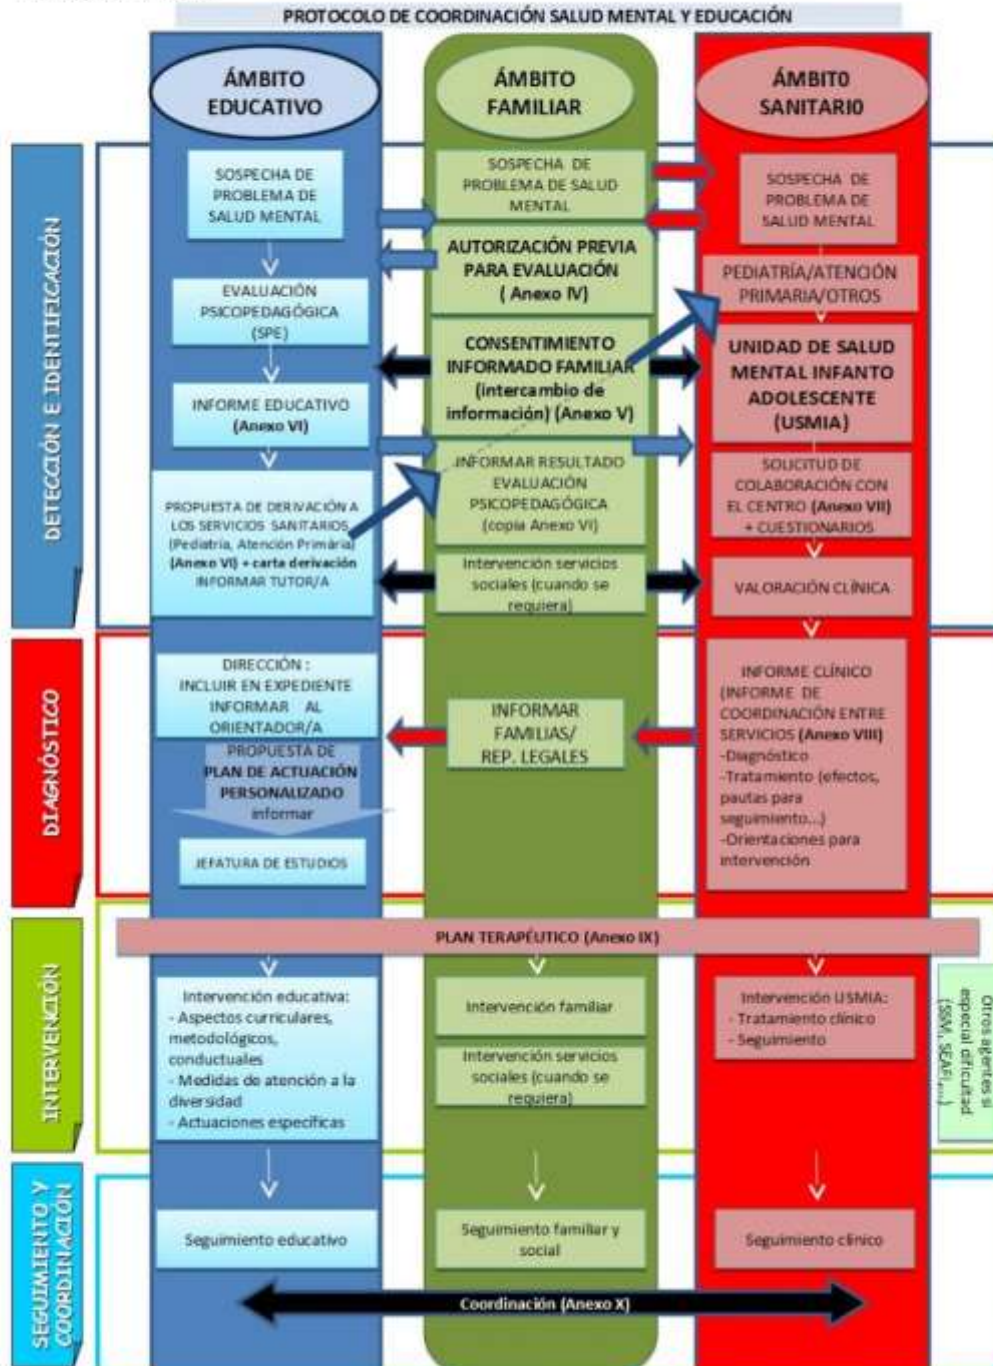 PROTOCOLO DE COORDINACIÓN SALUD MENTAL Y EDUCACIÓN
ÁMBITO
EDUCATIVO
ÁMBITO
FAMILIAR
ÁMBIT0
SANITARI0
DETECCIÓN E IDENTIFICACIÓN
SOSPECHA DE
PROBLEMA DE
SALUD MENTAL
EVALUACIÓN
PSICOPEDAGÓGICA
(SPE)
INFORME EDUCATIVO
(Anexo VI)
PROPUESTA DE DERIVACIÓN A
LOS SERVICIOS SANITARIOS
(Pediatría, Atención Primária)
(Anexo VI) + carta derivación
INFORMAR TUTOR/A
SOSPECHA DE
PROBLEMA DE SALUD
MENTAL
AUTORIZACIÓN PREVIA
PARA EVALUACIÓN
( Anexo IV)
CONSENTIMIENTO
INFORMADO FAMILIAR
(intercambio de
información) (Anexo V)
INFORMAR RESULTADO
EVALUACIÓN
PSICOPEDAGÓGICA
(copia Anexo VI)
Intervención servicios
sociales (cuando se
requiera)
SOSPECHA DE
PROBLEMA DE
SALUD MENTAL
PEDIATRÍA/ATENCIÓN
PRIMARIA/OTROS
UNIDAD DE SALUD
MENTAL INFANTO
ADOLESCENTE
(USMIA)
SOLICITUD DE
COLABORACIÓN CON
EL CENTRO (Anexo VII)
+ CUESTIONARIOS
VALORACIÓN CLÍNICA
DIAGNÓSTICO
DIRECCIÓN :
INCLUIR EN EXPEDIENTE
INFORMAR AL
ORIENTADOR/A
PROPUESTA DE
PLAN DE ACTUACIÓN
PERSONALIZADO
informar
JEFATURA DE ESTUDIOS
INFORMAR
FAMILIAS/
REP. LEGALES
INFORME CLÍNICO
(INFORME DE
COORDINACIÓN ENTRE
SERVICIOS (Anexo VIII)
-Diagnóstico
-Tratamiento (efectos,
pautas para
seguimiento...)
-Orientaciones para
intervención
INTERVENCIÓN
PLAN TERAPÉUTICO (Anexo IX)
Intervención educativa:
- Aspectos curriculares,
metodológicos,
conductuales
- Medidas de atención a la
diversidad
- Actuaciones específicas
Intervención familiar
Intervención servicios
sociales (cuando se
requiera)
Intervención USMIA:
- Tratamiento clínico
- Seguimiento
Otros agentes si
especial dificultad
(SSM, SEAFI,...)
SEGUIMIENTO Y
COORDINACIÓN
Seguimiento educativo
Seguimiento familiar y
social
Seguimiento clínico
Coordinación (Anexo X)